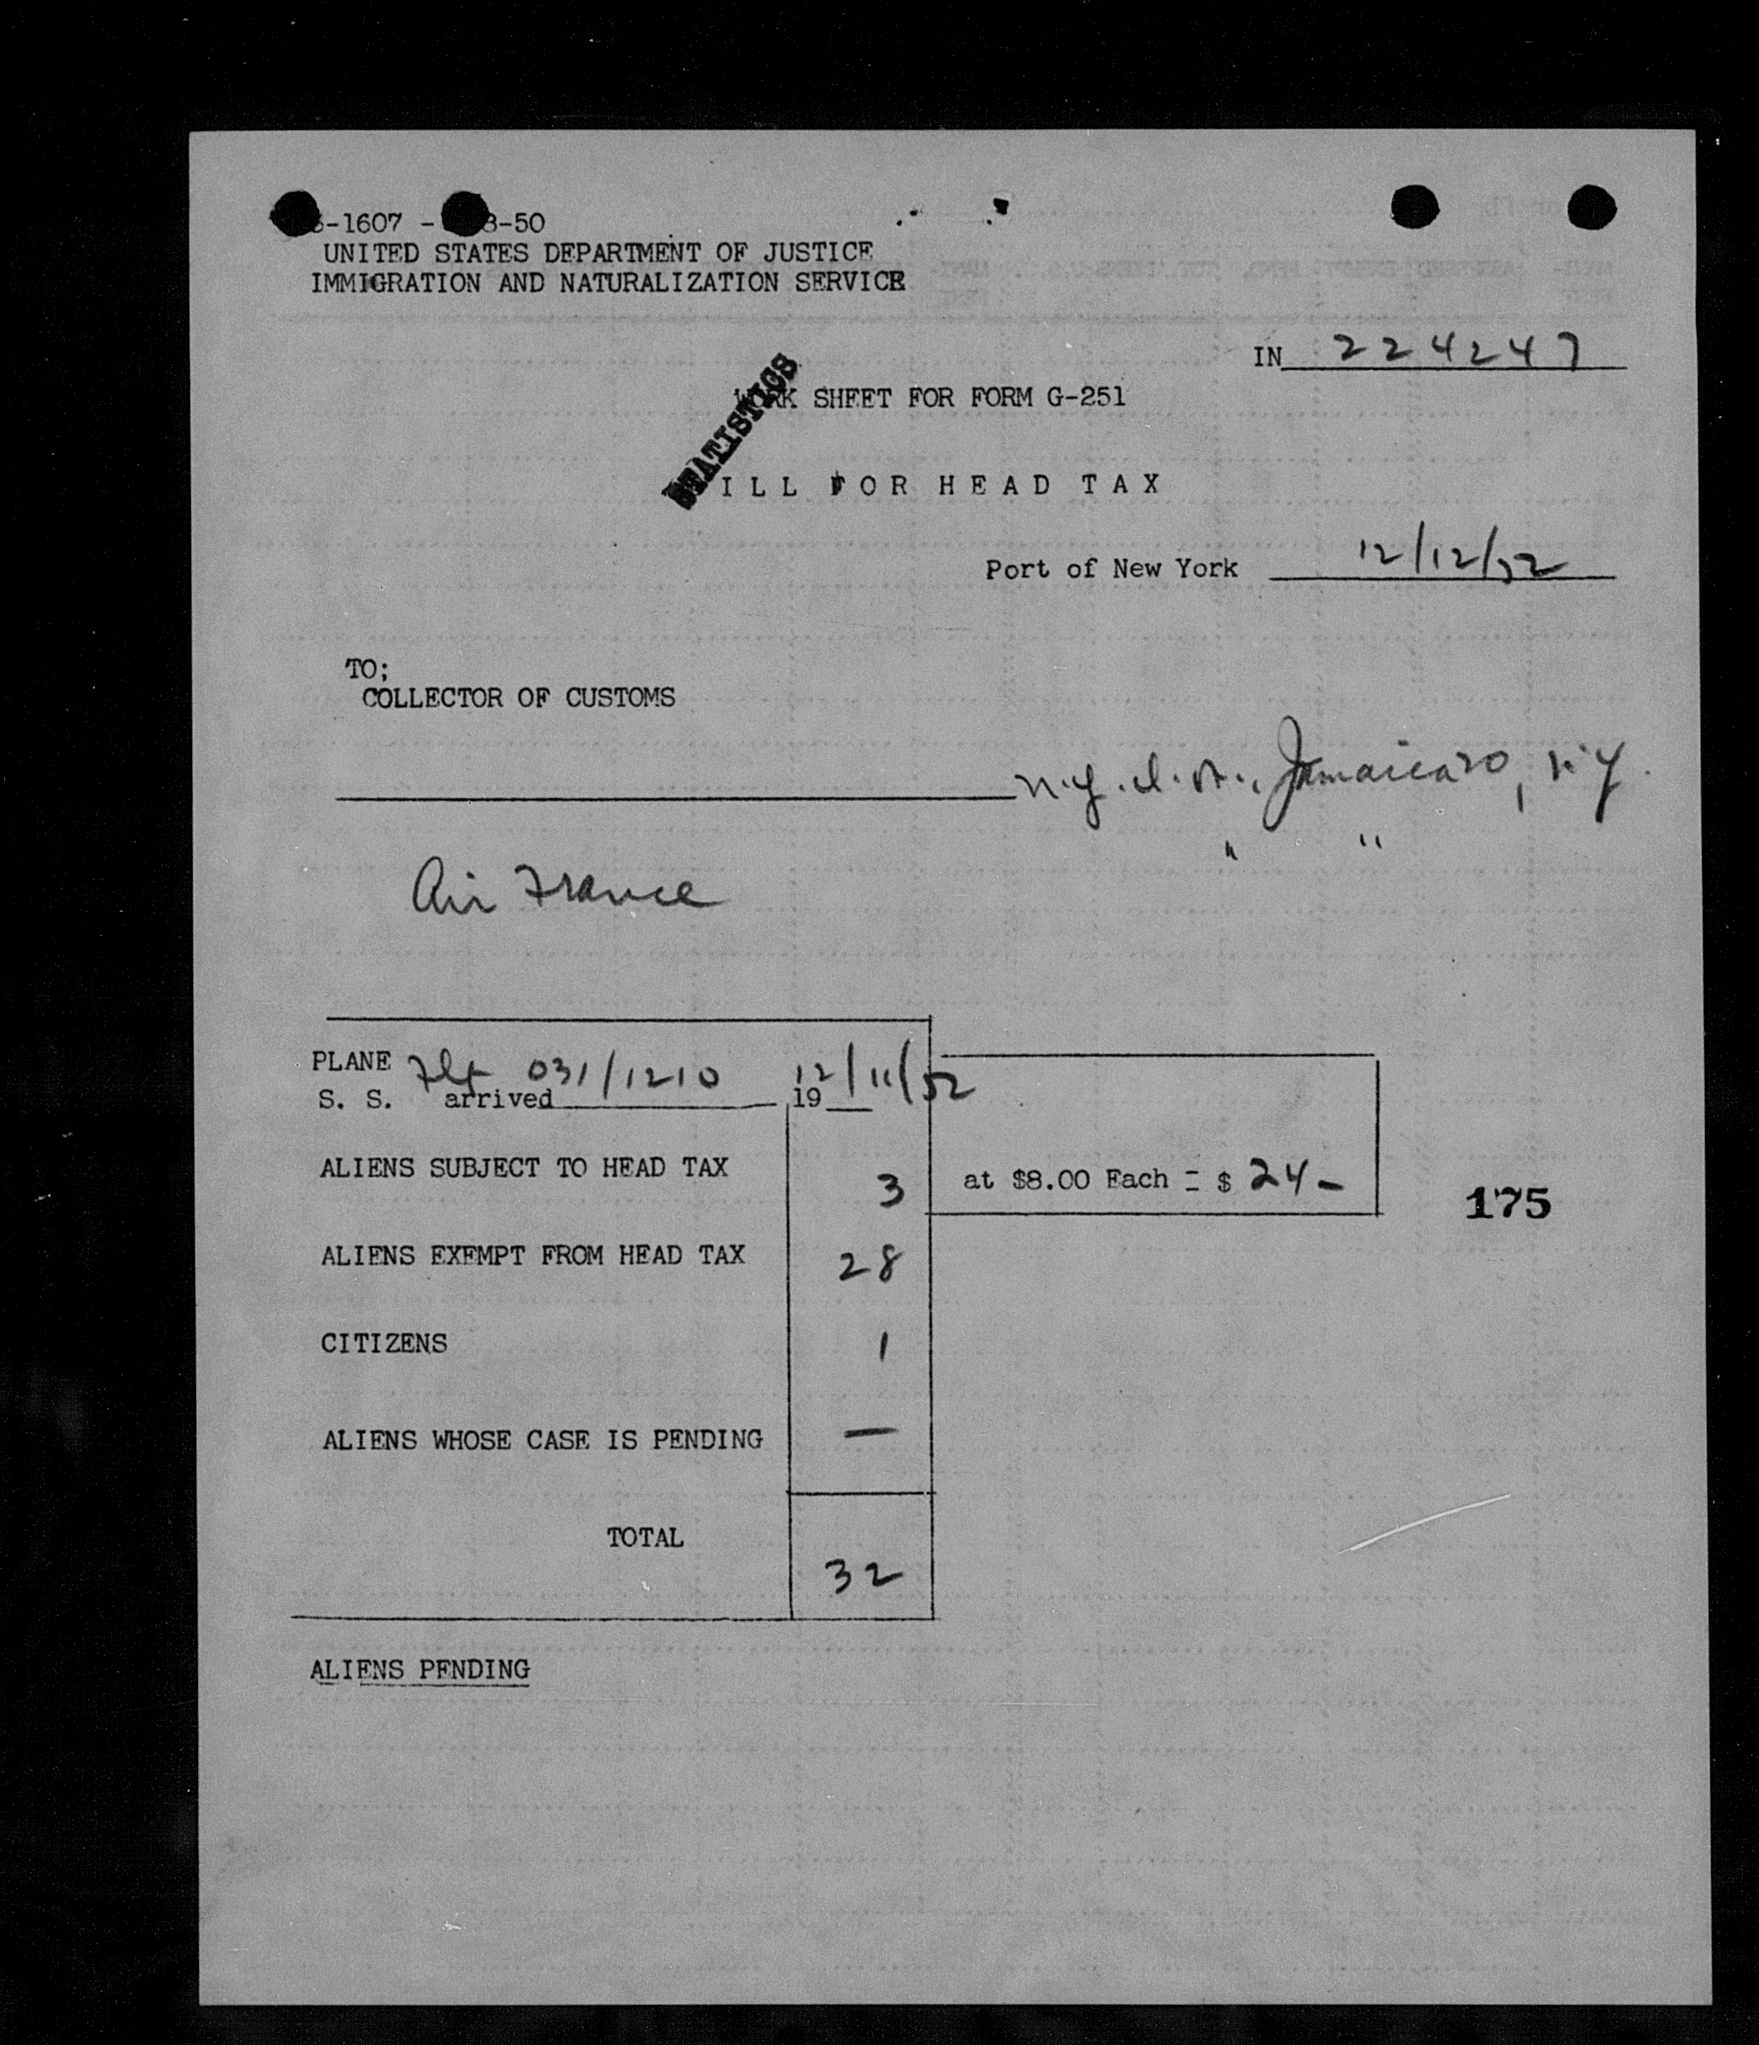 -1607 - 3-50
UNITED STATES DEPARTMENT OF JUSTICE
IMMIGRATION AND NATURALIZATION SERVICE
IN 224247
STATISTICS
WORK SHEET FOR FORM G-251
ILL FOR HEAD TAX
Port of New York 12/12/52
TO;
COLLECTOR OF CUSTOMS
N.Y.I.A., Jamaica 30, N.Y.
" "
Air France
PLANE Flt 031/1210 12/11/52
S. S. arrived 19
ALIENS SUBJECT TO HEAD TAX 3 at $8.00 Each = $ 24-
175
ALIENS EXEMPT FROM HEAD TAX 28
CITIZENS 1
ALIENS WHOSE CASE IS PENDING —
TOTAL 32
ALIENS PENDING